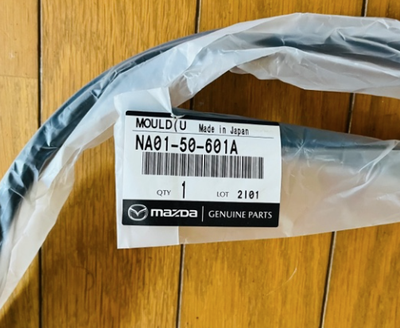 MOULD(U Made in Japan
NA01-50-601A
QTY 1 LOT 2101
mazda GENUINE PARTS